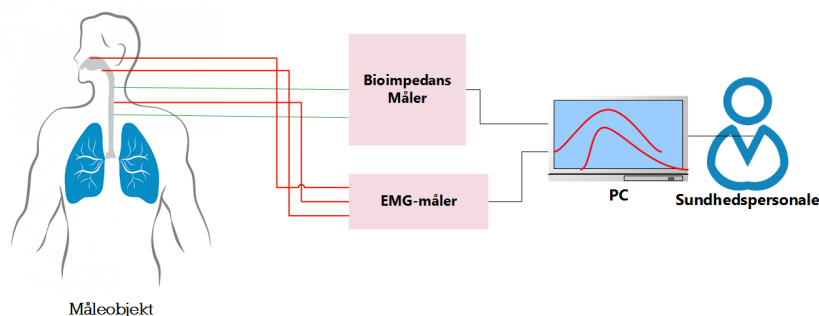 Bioimpedans
Måler
EMG-måler
PC
Sundhedspersonale
Måleobjekt